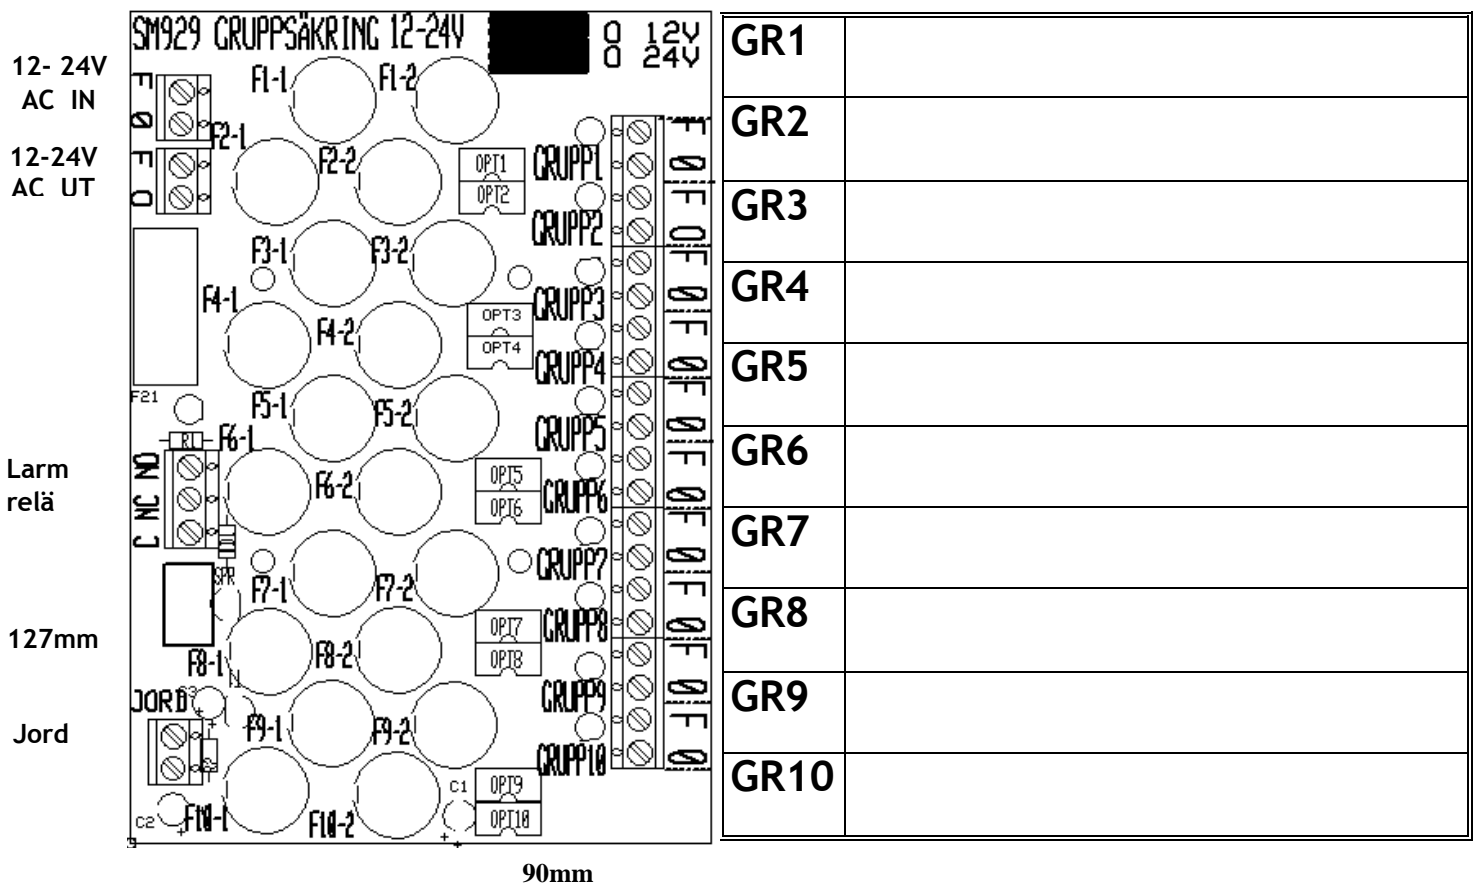 SM929 GRUPPSÄKRING 12-24V
O 12V
O 24V
12- 24V
AC IN
F Ø
12-24V
AC UT
F O
F1-1
F1-2
F2-1
F2-2
F3-1
F3-2
F4-1
F4-2
F5-1
F5-2
F6-1
F6-2
F7-1
F7-2
F8-1
F8-2
F9-1
F9-2
F10-1
F10-2
OPT1
OPT2
OPT3
OPT4
OPT5
OPT6
OPT7
OPT8
OPT9
OPT10
GRUPP1
F Ø
GRUPP2
F O
GRUPP3
F Ø
GRUPP4
F Ø
GRUPP5
F Ø
GRUPP6
F Ø
GRUPP7
F Ø
GRUPP8
F Ø
GRUPP9
F Ø
GRUPP10
F Ø
F21
R1
Larm
relä
C NC NO
SPR
127mm
JORD
Jord
C2
C1
90mm
GR1
GR2
GR3
GR4
GR5
GR6
GR7
GR8
GR9
GR10